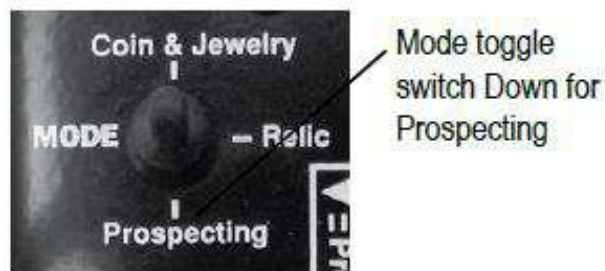 Coin & Jewelry
MODE
– Relic
Prospecting
Mode toggle
switch Down for
Prospecting